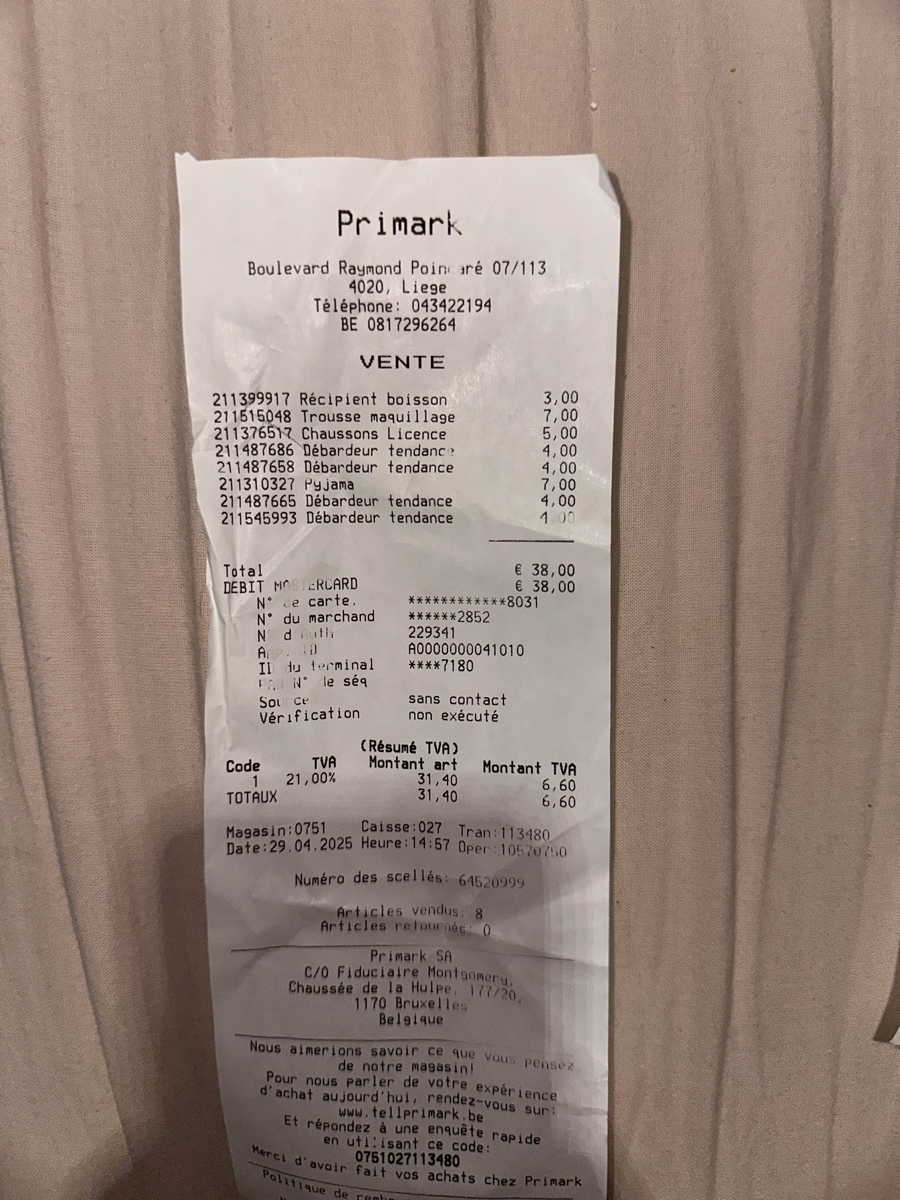 Primark
Boulevard Raymond Poincaré 07/113
4020, Liege
Téléphone: 043422194
BE 0817296264
VENTE
211399917 Récipient boisson 3,00
211515048 Trousse maquillage 7,00
211376517 Chaussons Licence 5,00
211487686 Débardeur tendance 4,00
211487658 Débardeur tendance 4,00
211310327 Pyjama 7,00
211487665 Débardeur tendance 4,00
211545993 Débardeur tendance 4,00
Total € 38,00
DEBIT MASTERCARD € 38,00
N° de carte. ************8031
N° du marchand ******2852
N° d'Auth 229341
App. ID A0000000041010
ID du terminal ****7180
N° de séq
Source sans contact
Vérification non exécuté
(Résumé TVA)
Code TVA Montant art Montant TVA
1 21,00% 31,40 6,60
TOTAUX 31,40 6,60
Magasin:0751 Caisse:027 Tran:113480
Date:29.04.2025 Heure:14:57 Oper:10570750
Numéro des scellés: 64520999
Articles vendus: 8
Articles retournés: 0
Primark SA
C/O Fiduciaire Montgomery,
Chaussée de la Hulpe, 177/20,
1170 Bruxelles
Belgique
Nous aimerions savoir ce que vous pensez
de notre magasin!
Pour nous parler de votre expérience
d'achat aujourd'hui, rendez-vous sur:
www.tellprimark.be
Et répondez à une enquête rapide
en utilisant ce code:
0751027113480
Merci d'avoir fait vos achats chez Primark
Politique de